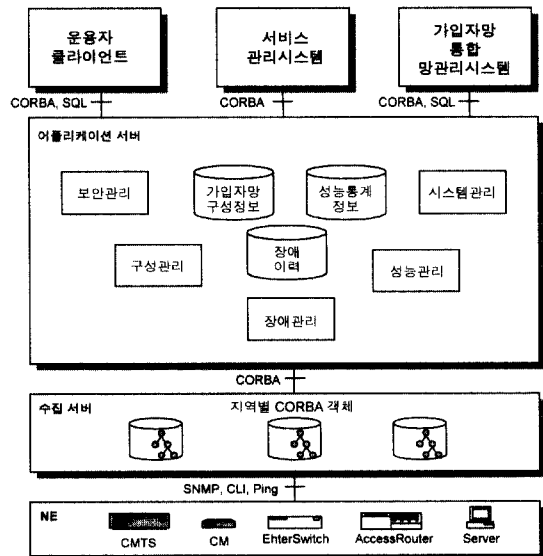 운용자
클라이언트
서비스
관리시스템
가입자망
통합
망관리시스템
CORBA, SQL
CORBA
CORBA, SQL
어플리케이션 서버
보안관리
가입자망
구성정보
성능통계
정보
시스템관리
구성관리
장애
이력
성능관리
장애관리
CORBA
수집 서버
지역별 CORBA 객체
SNMP, CLI, Ping
NE
CMTS
CM
EhterSwitch
AccessRouter
Server